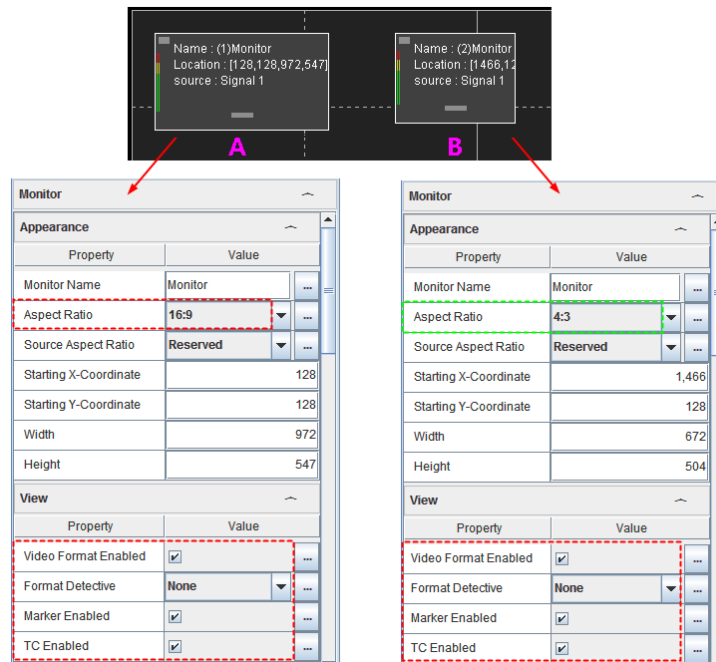 Name : (1)Monitor
Location : [128,128,972,547]
source : Signal 1
Name : (2)Monitor
Location : [1466,12
source : Signal 1
A
B
Monitor
Appearance
Property Value
Monitor Name Monitor ...
Aspect Ratio 16:9 ...
Source Aspect Ratio Reserved ...
Starting X-Coordinate 128
Starting Y-Coordinate 128
Width 972
Height 547
View
Property Value
Video Format Enabled ...
Format Detective None ...
Marker Enabled ...
TC Enabled ...
Monitor
Appearance
Property Value
Monitor Name Monitor ...
Aspect Ratio 4:3 ...
Source Aspect Ratio Reserved ...
Starting X-Coordinate 1,466
Starting Y-Coordinate 128
Width 672
Height 504
View
Property Value
Video Format Enabled ...
Format Detective None ...
Marker Enabled ...
TC Enabled ...